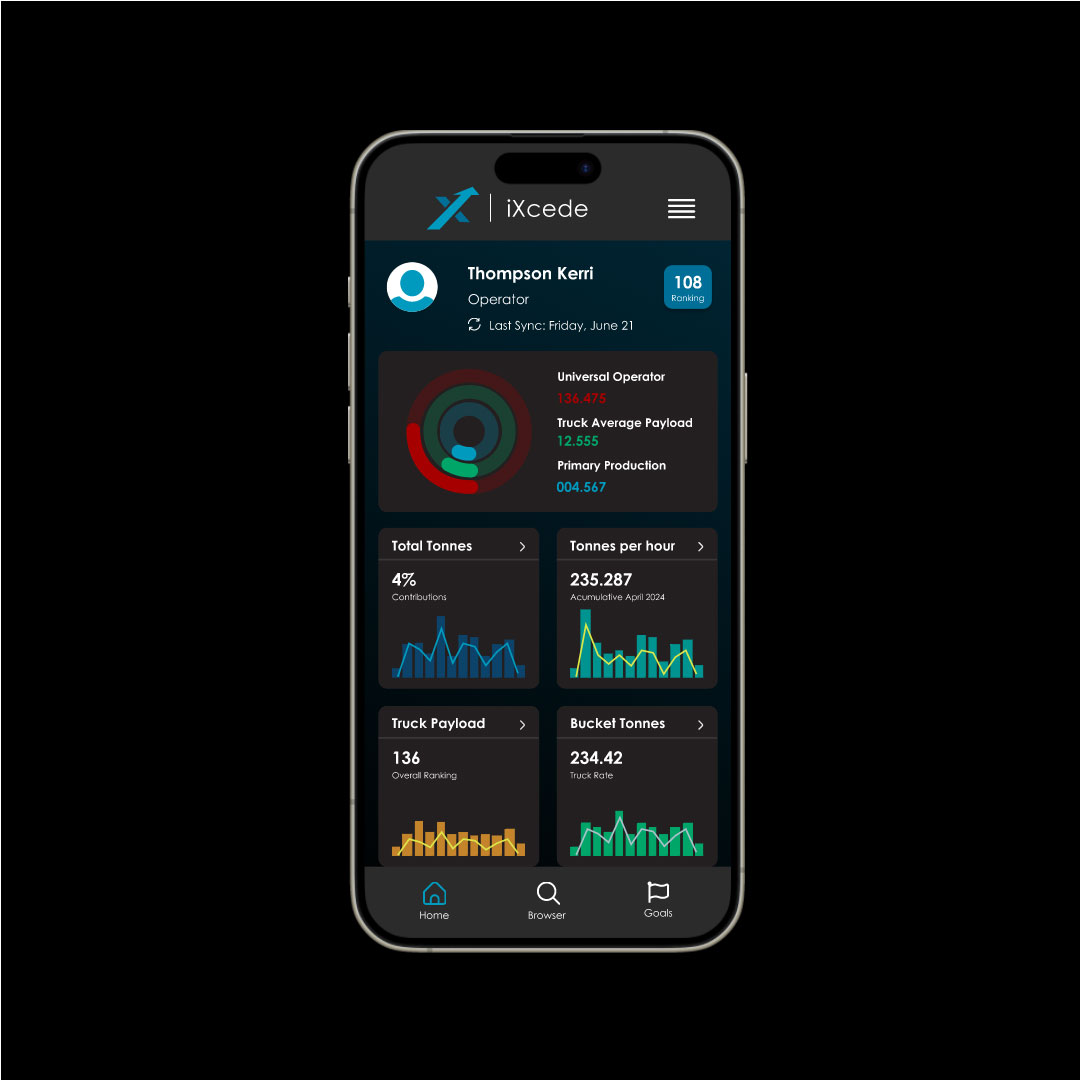 iXcede
Thompson Kerri
108
Operator
Ranking
Last Sync: Friday, June 21
Universal Operator
136.475
Truck Average Payload
12.555
Primary Production
004.567
Total Tonnes
4%
Contributions
Tonnes per hour
235.287
Acumulative April 2024
Truck Payload
136
Overall Ranking
Bucket Tonnes
234.42
Truck Rate
Home
Browser
Goals